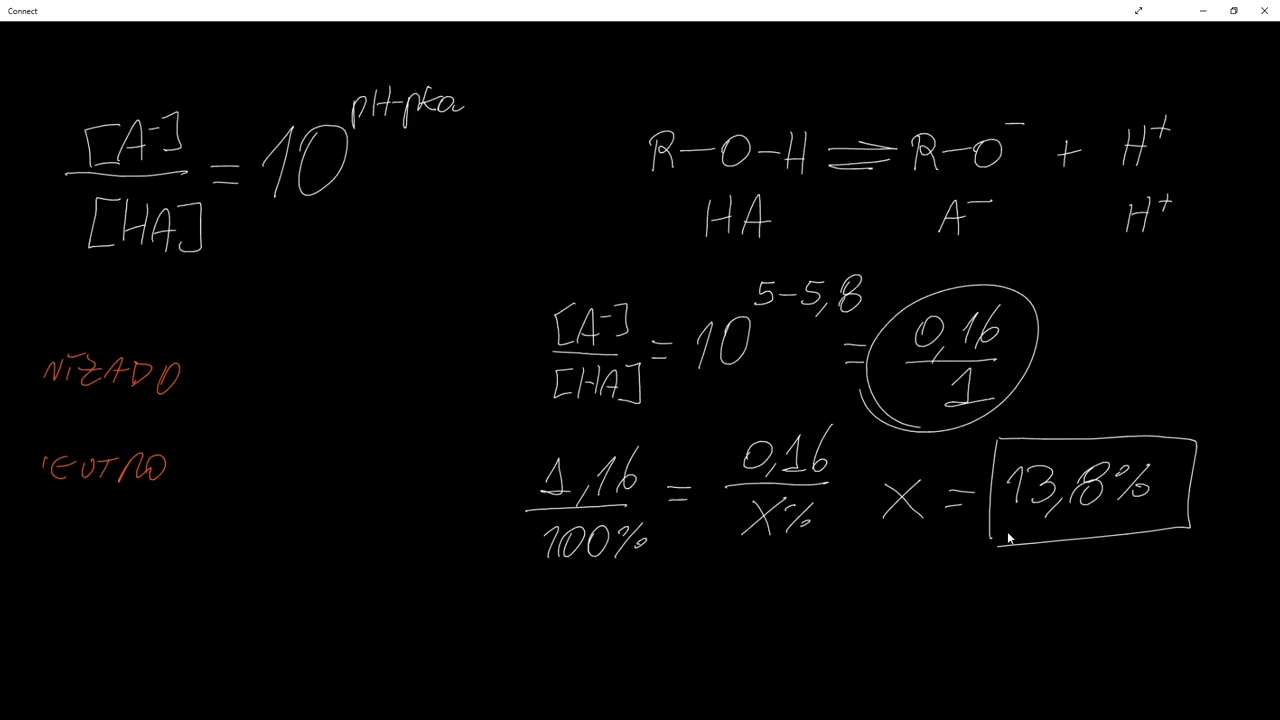 Connect
[A⁻]/[HA] = 10^(pH-pKa)
R—O—H ⇌ R—O⁻ + H⁺
HA A⁻ H⁺
[A⁻]/[HA] = 10^(5-5,8) = 0,16/1
NIZADO
1,16/100% = 0,16/X% X = 13,8%
EUTRO